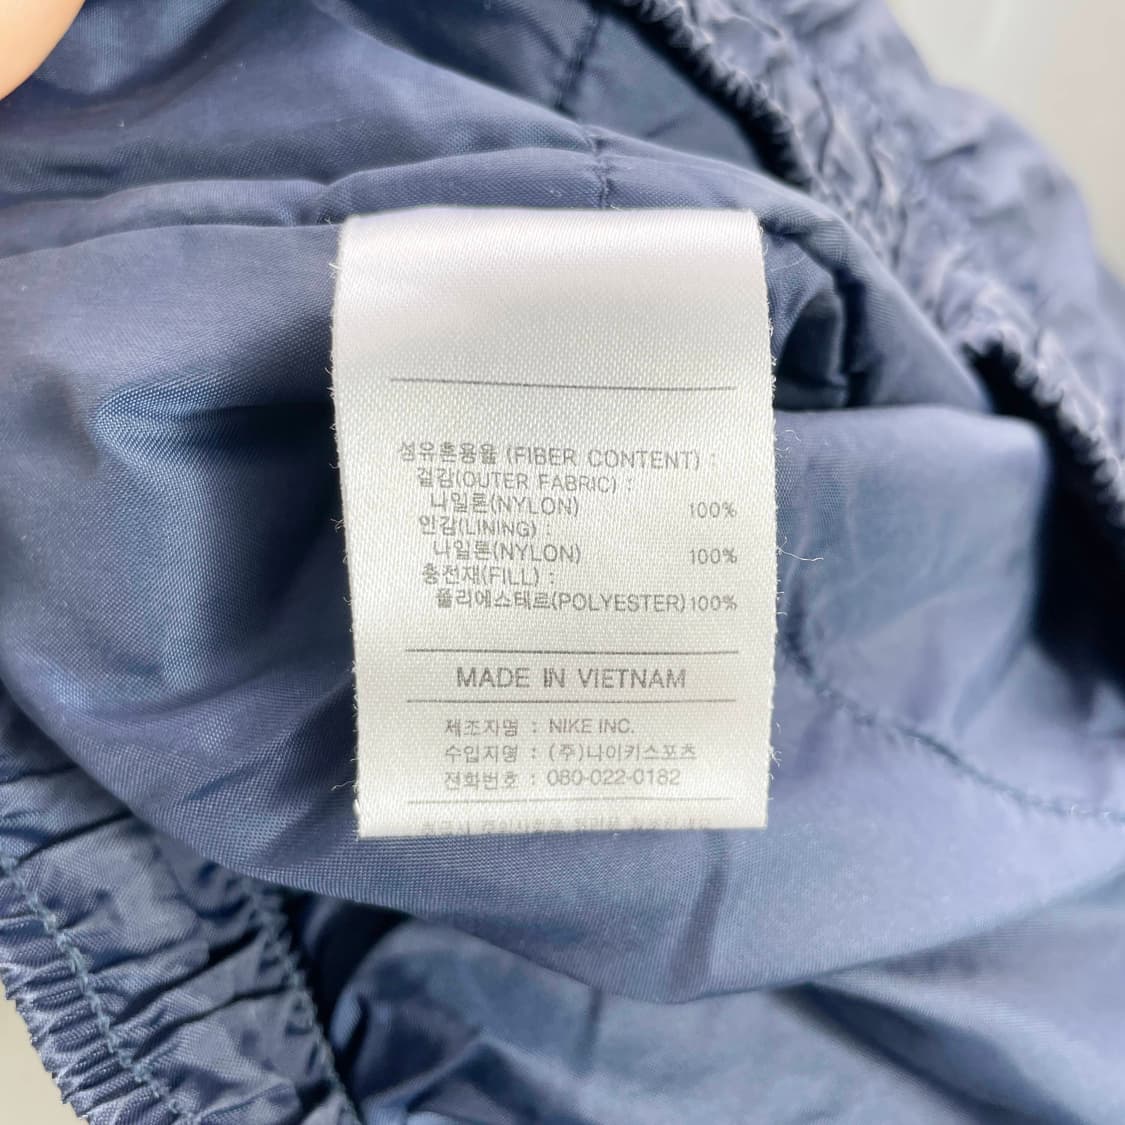 섬유혼용율 (FIBER CONTENT) :
겉감(OUTER FABRIC) :
나일론(NYLON) 100%
안감(LINING) :
나일론(NYLON) 100%
충전재(FILL) :
폴리에스테르(POLYESTER) 100%
MADE IN VIETNAM
제조자명 : NIKE INC.
수입자명 : (주)나이키스포츠
전화번호 : 080-022-0182